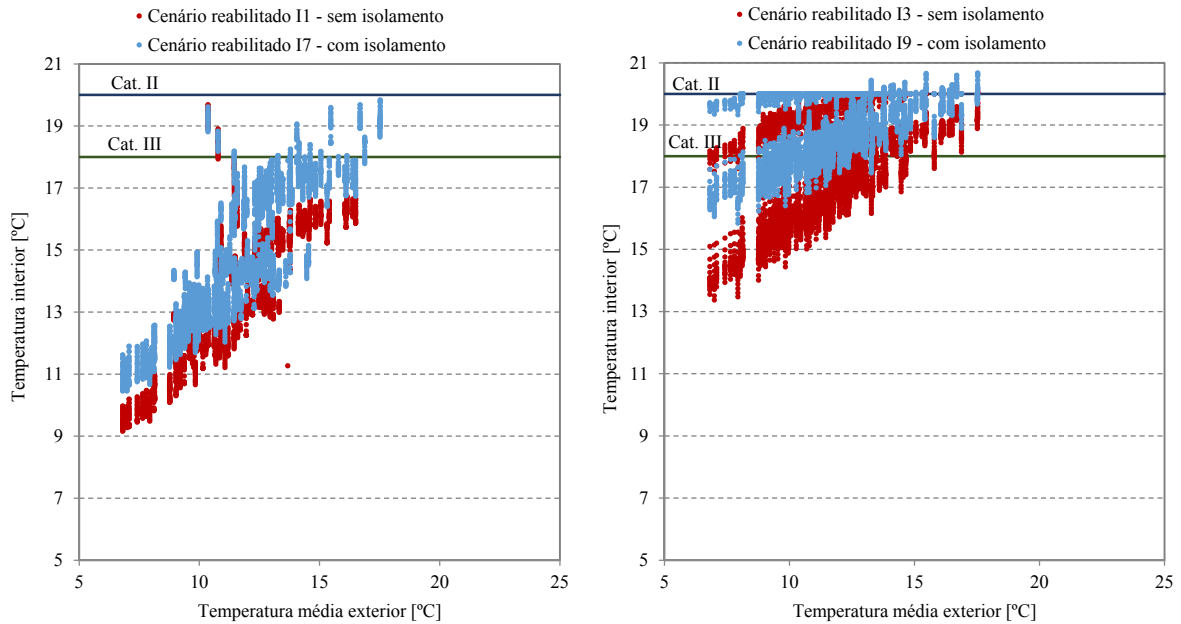 Cenário reabilitado I1 - sem isolamento
Cenário reabilitado I7 - com isolamento
21
19
17
15
13
11
9
7
5
Cat. II
Cat. III
5
10
15
20
25
Temperatura interior [ºC]
Temperatura média exterior [ºC]
Cenário reabilitado I3 - sem isolamento
Cenário reabilitado I9 - com isolamento
21
19
17
15
13
11
9
7
5
Cat. II
Cat. III
5
10
15
20
25
Temperatura interior [ºC]
Temperatura média exterior [ºC]